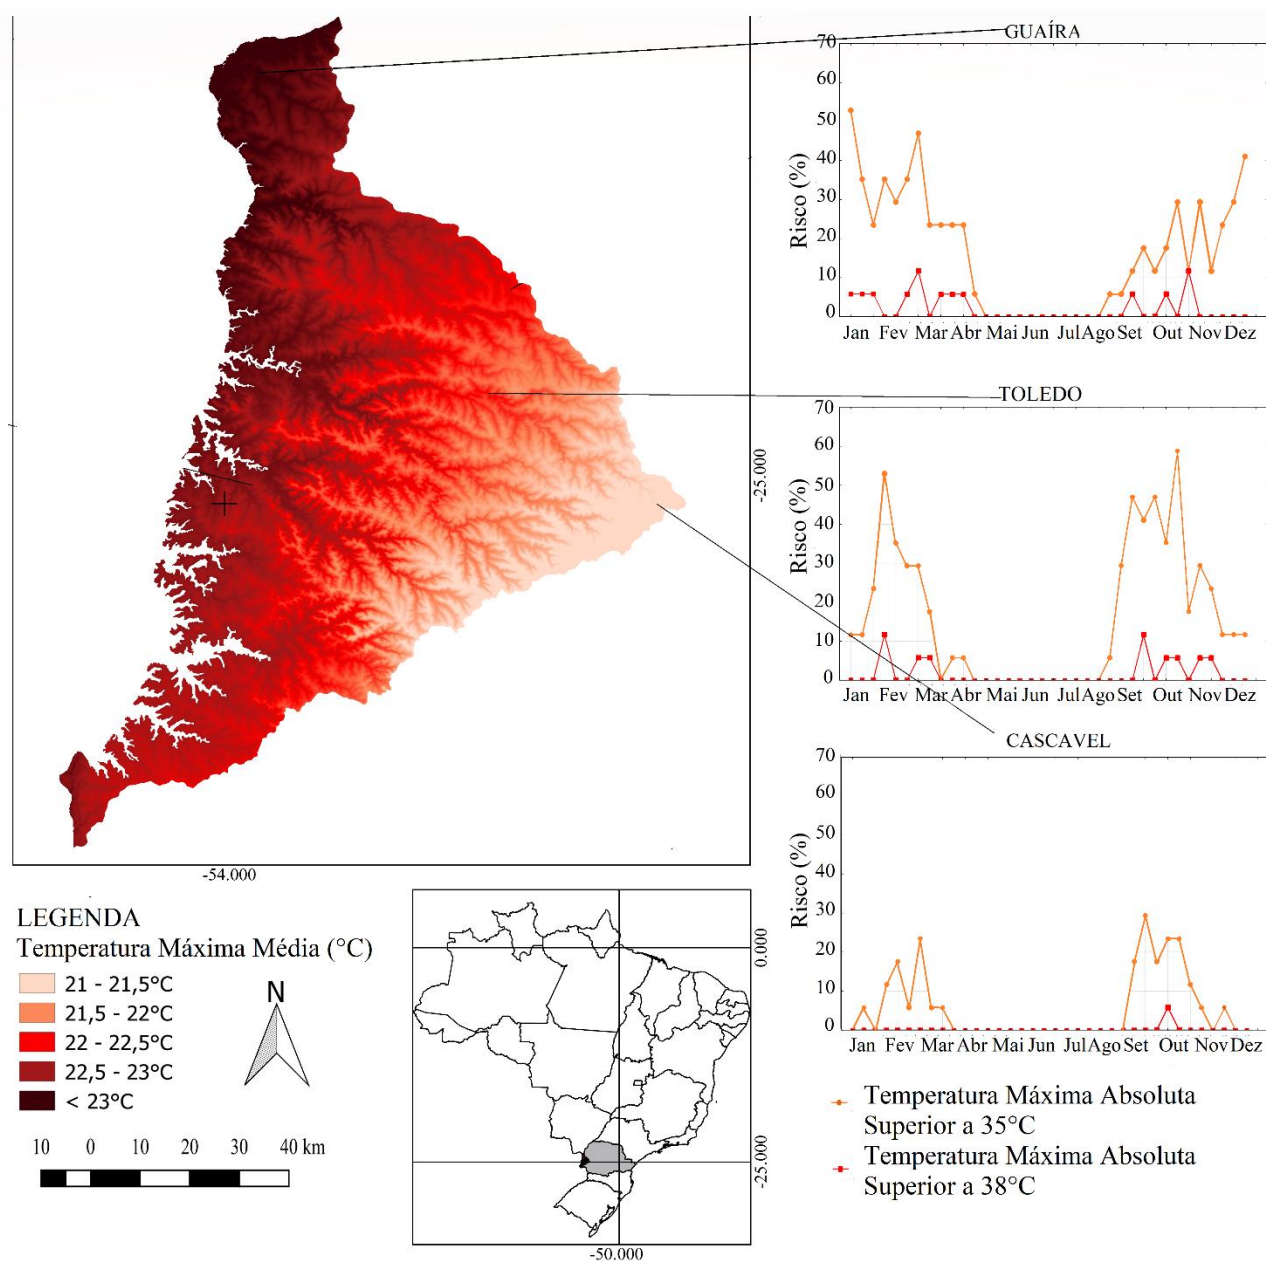 GUAÍRA
70
60
50
40
30
20
10
0
Risco (%)
Jan Fev Mar Abr Mai Jun Jul Ago Set Out Nov Dez
TOLEDO
70
60
50
40
30
20
10
0
Risco (%)
Jan Fev Mar Abr Mai Jun Jul Ago Set Out Nov Dez
CASCAVEL
70
60
50
40
30
20
10
0
Risco (%)
Jan Fev Mar Abr Mai Jun Jul Ago Set Out Nov Dez
Temperatura Máxima Absoluta
Superior a 35°C
Temperatura Máxima Absoluta
Superior a 38°C
-25.000
-54.000
LEGENDA
Temperatura Máxima Média (°C)
21 - 21,5°C
21,5 - 22°C
22 - 22,5°C
22,5 - 23°C
< 23°C
N
10 0 10 20 30 40 km
0.000
-25.000
-50.000